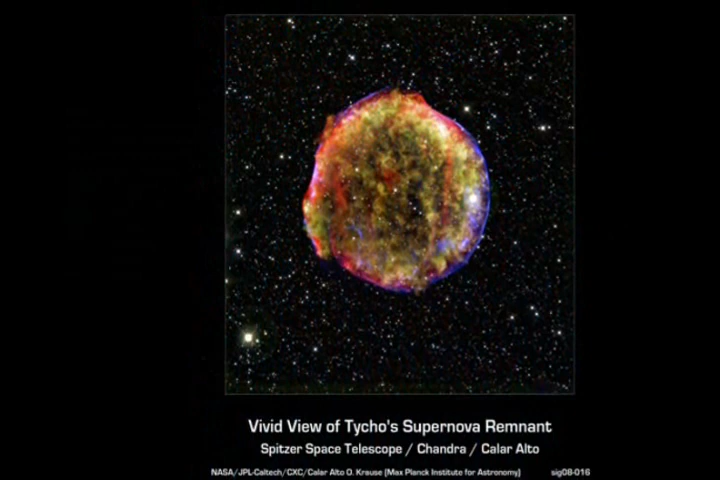 Vivid View of Tycho's Supernova Remnant
Spitzer Space Telescope / Chandra / Calar Alto
NASA/JPL-Caltech/CXC/Calar Alto O. Krause (Max Planck Institute for Astronomy) sig08-016